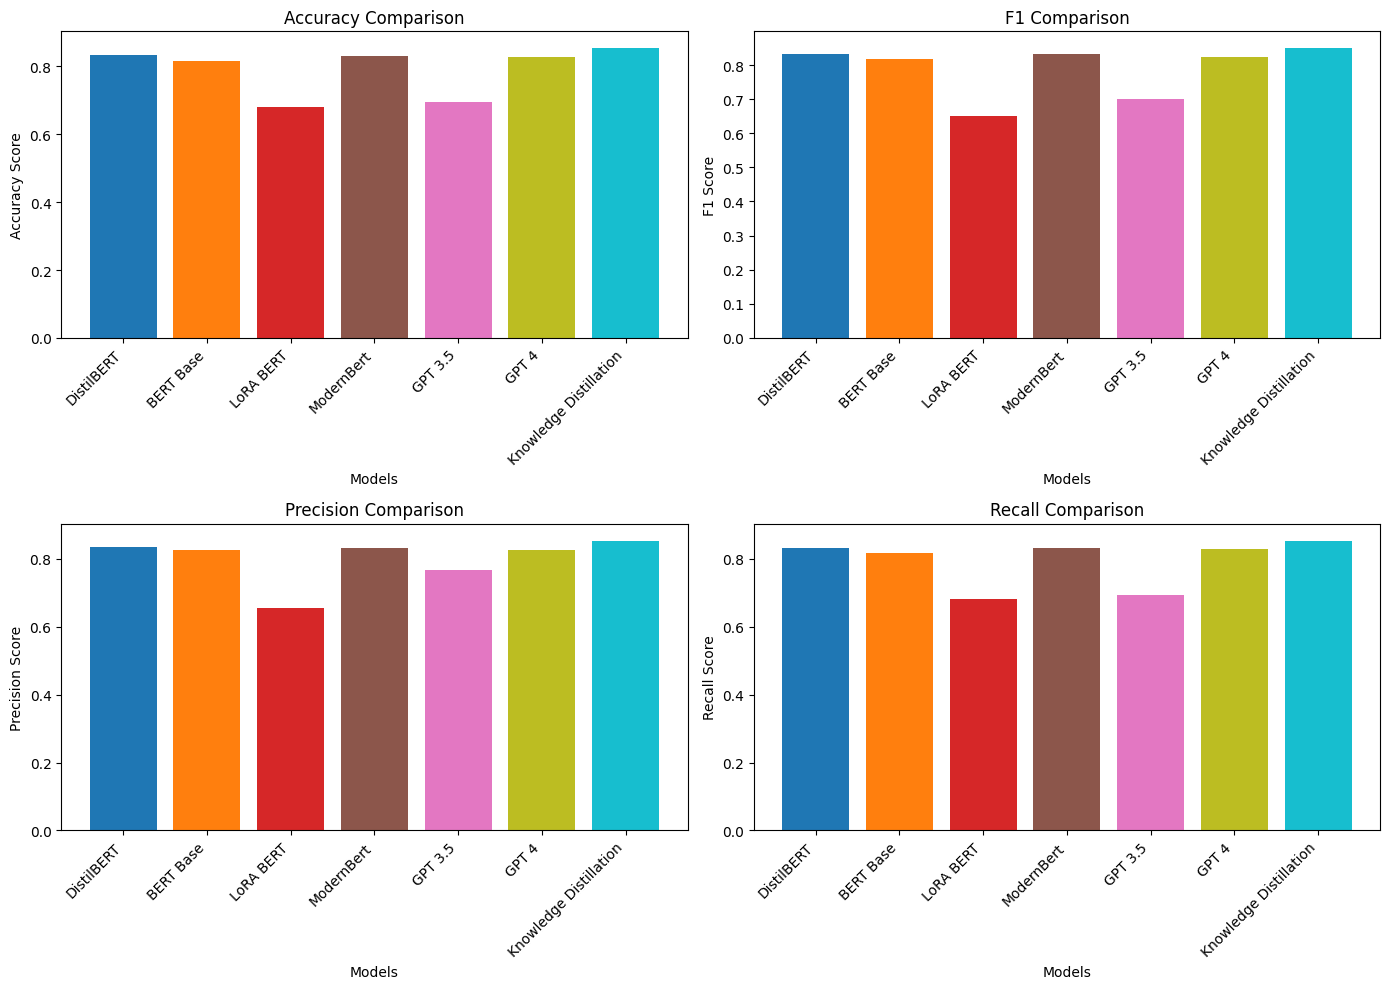 Accuracy Comparison
Accuracy Score
0.8
0.6
0.4
0.2
0.0
DistilBERT
BERT Base
LoRA BERT
ModernBert
GPT 3.5
GPT 4
Knowledge Distillation
Models
F1 Comparison
F1 Score
0.8
0.7
0.6
0.5
0.4
0.3
0.2
0.1
0.0
DistilBERT
BERT Base
LoRA BERT
ModernBert
GPT 3.5
GPT 4
Knowledge Distillation
Models
Precision Comparison
Precision Score
0.8
0.6
0.4
0.2
0.0
DistilBERT
BERT Base
LoRA BERT
ModernBert
GPT 3.5
GPT 4
Knowledge Distillation
Models
Recall Comparison
Recall Score
0.8
0.6
0.4
0.2
0.0
DistilBERT
BERT Base
LoRA BERT
ModernBert
GPT 3.5
GPT 4
Knowledge Distillation
Models